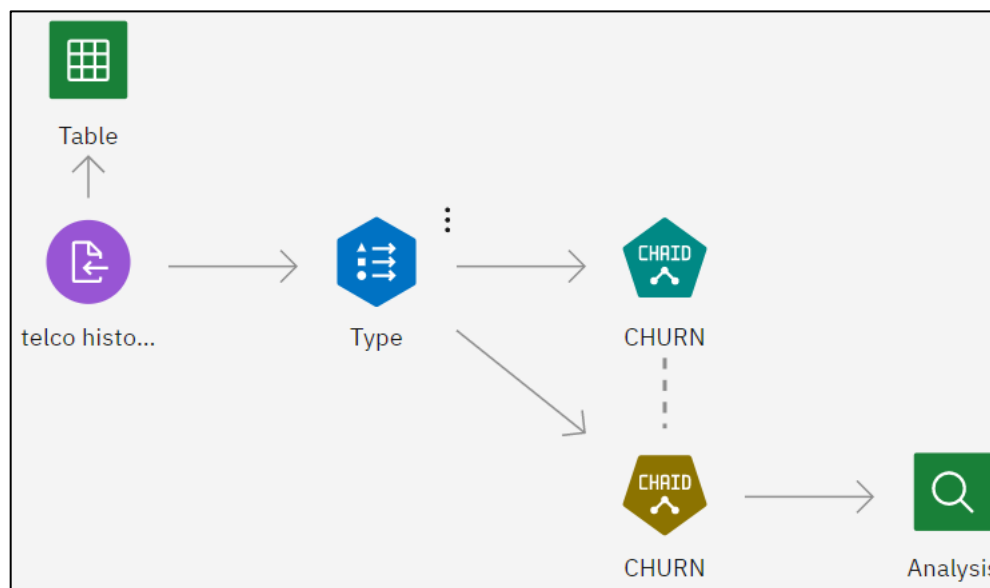 Table
telco histo...
Type
CHAID
CHURN
CHAID
CHURN
Analysis